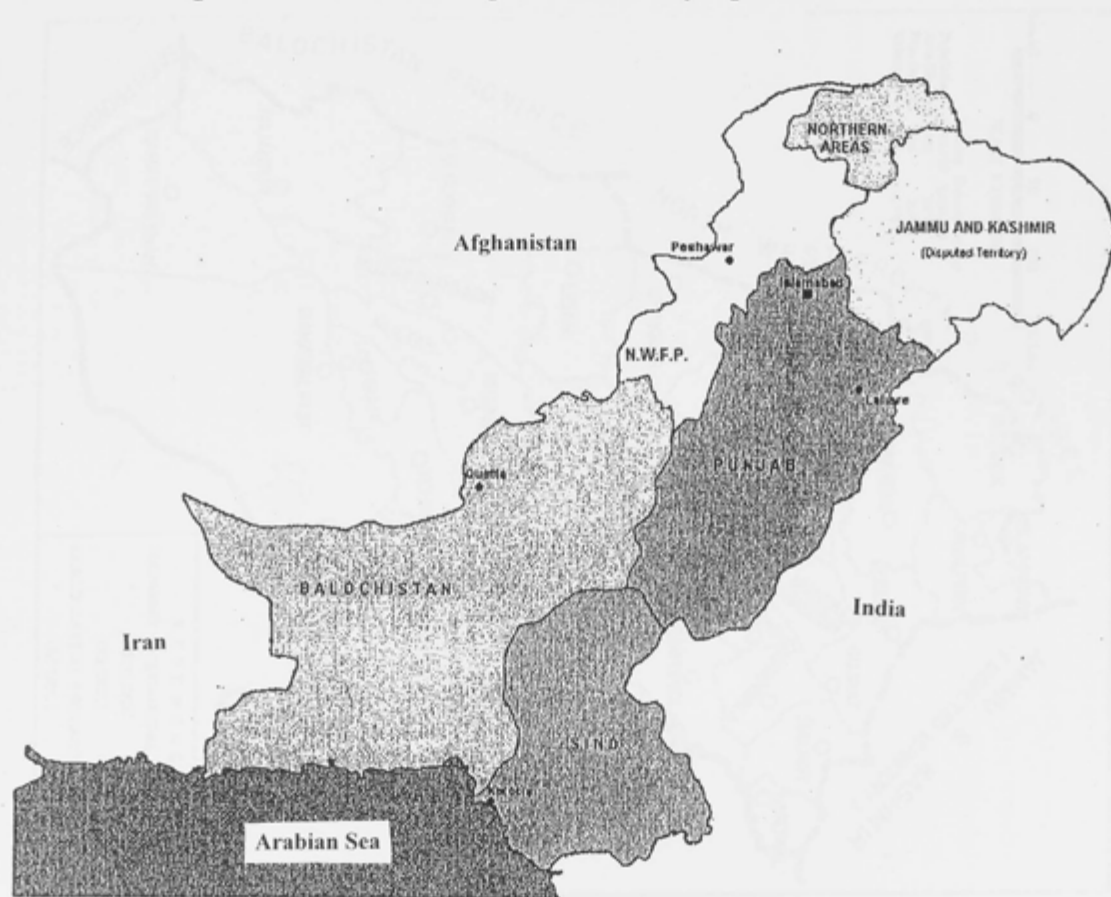 NORTHERN
AREAS
JAMMU AND KASHMIR
(Disputed Territory)
Afghanistan
Peshawar
Islamabad
N.W.F.P.
Lahore
PUNJAB
Quetta
BALOCHISTAN
India
Iran
SIND
Arabian Sea